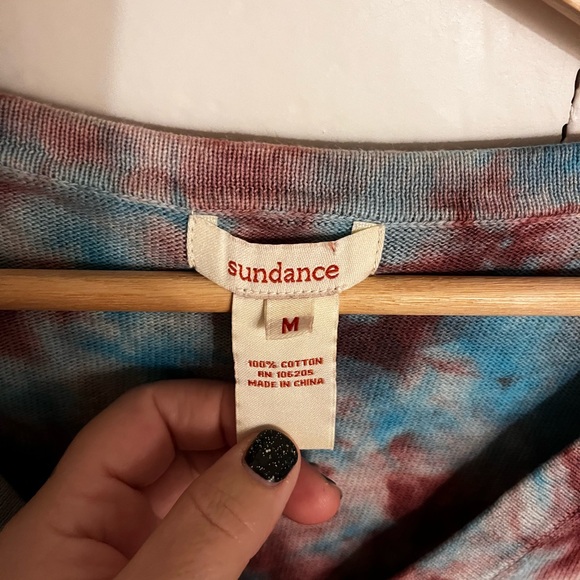 sundance
M
100% COTTON
RN 106205
MADE IN CHINA